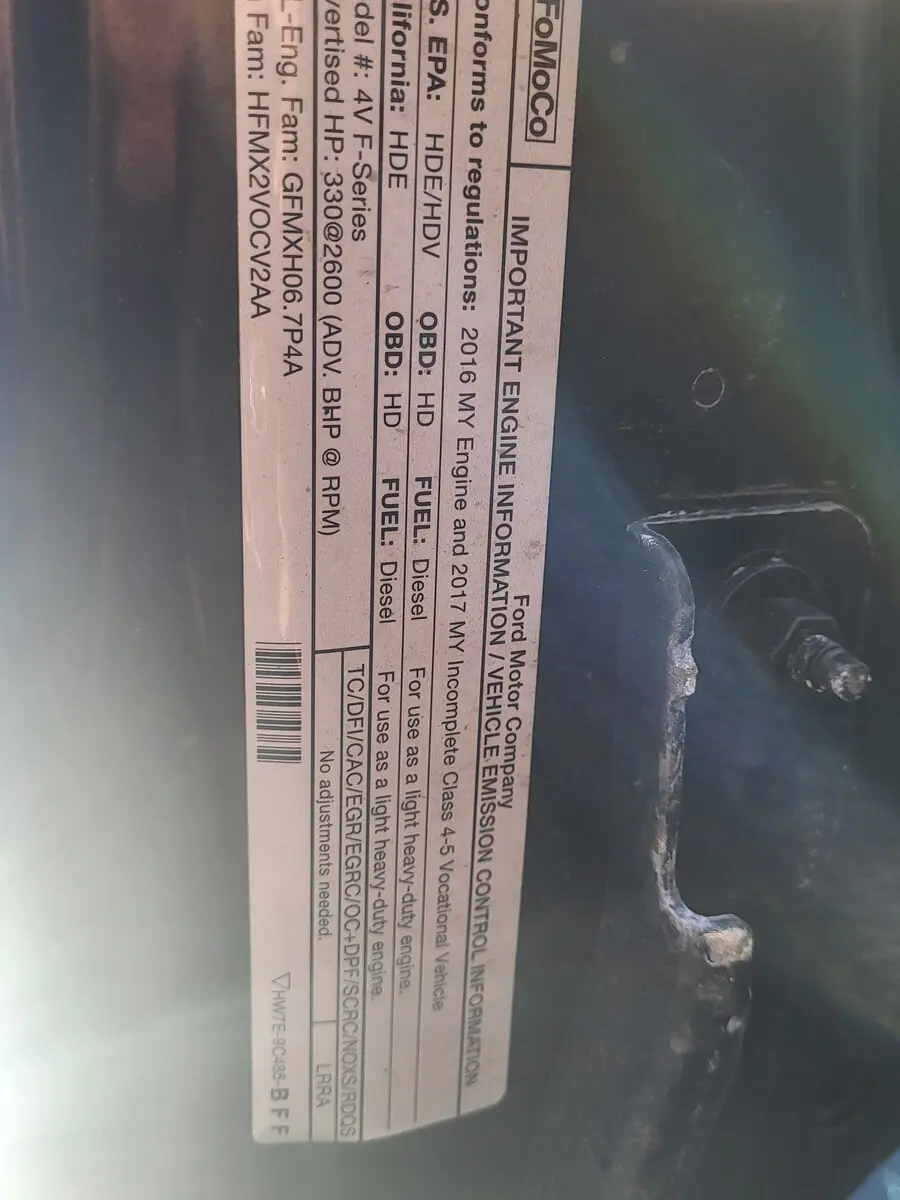 FoMoCo
Ford Motor Company
IMPORTANT ENGINE INFORMATION / VEHICLE EMISSION CONTROL INFORMATION
onforms to regulations: 2016 MY Engine and 2017 MY Incomplete Class 4-5 Vocational Vehicle
S. EPA: HDE/HDV OBD: HD FUEL: Diesel For use as a light heavy-duty engine.
lifornia: HDE OBD: HD FUEL: Diesel For use as a light heavy-duty engine.
del #: 4V F-Series
TC/DFI/CAC/EGR/EGRC/OC+DPF/SCRC/NOXS/RDQS
vertised HP: 330@2600 (ADV. BHP @ RPM)
No adjustments needed. LRRA
L-Eng. Fam: GFMXH06.7P4A
Fam: HFMX2VOCV2AA
HW7E-9C485-B F F